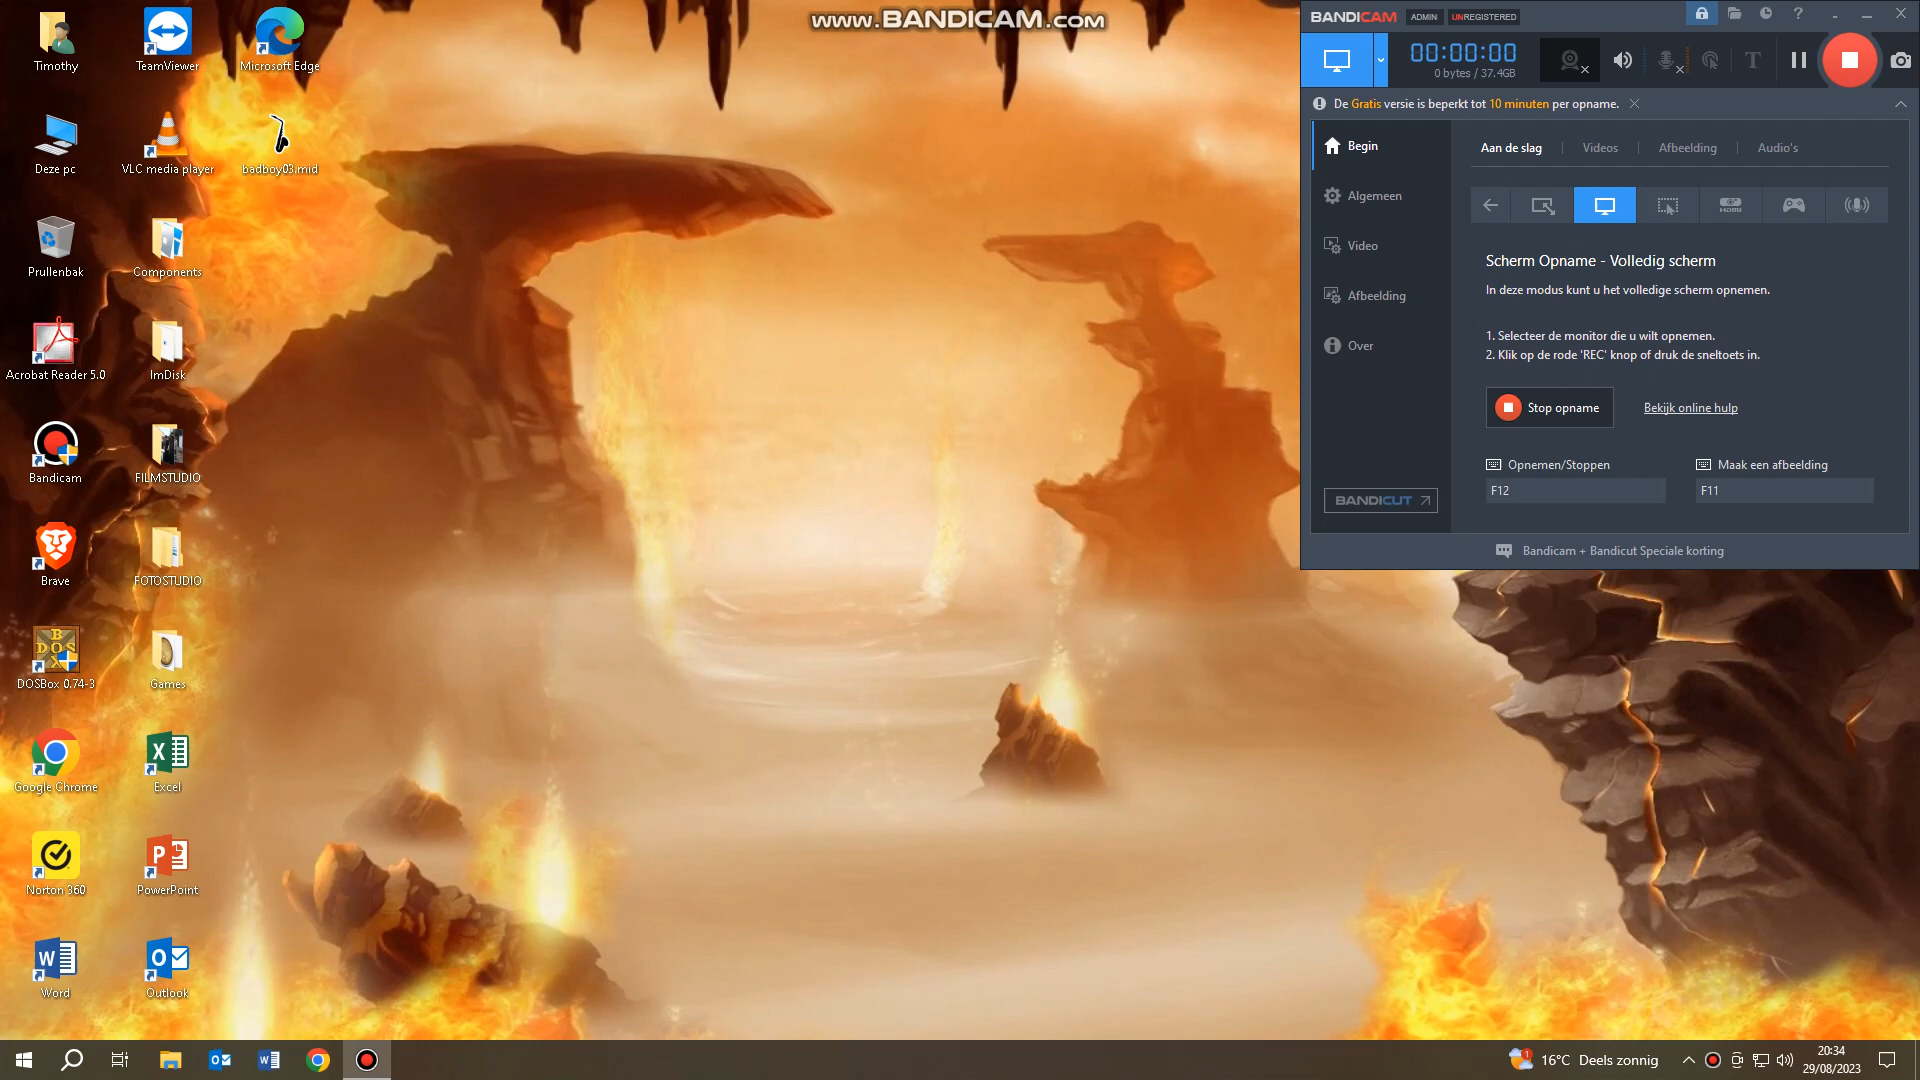 www.BANDICAM.com
Timothy
TeamViewer
Microsoft Edge
Deze pc
VLC media player
badboy03.mid
Prullenbak
Components
Acrobat Reader 5.0
ImDisk
Bandicam
FILMSTUDIO
Brave
FOTOSTUDIO
DOSBox 0.74-3
Games
Google Chrome
Excel
Norton 360
PowerPoint
Word
Outlook
BANDICAM ADMIN UNREGISTERED
00:00:00
0 bytes / 37.4GB
De Gratis versie is beperkt tot 10 minuten per opname.
Begin
Algemeen
Video
Afbeelding
Over
BANDICUT
Aan de slag
Videos
Afbeelding
Audio's
HDMI
Scherm Opname - Volledig scherm
In deze modus kunt u het volledige scherm opnemen.
1. Selecteer de monitor die u wilt opnemen.
2. Klik op de rode 'REC' knop of druk de sneltoets in.
Stop opname
Bekijk online hulp
Opnemen/Stoppen
Maak een afbeelding
F12
F11
Bandicam + Bandicut Speciale korting
1
16°C Deels zonnig
20:34
29/08/2023